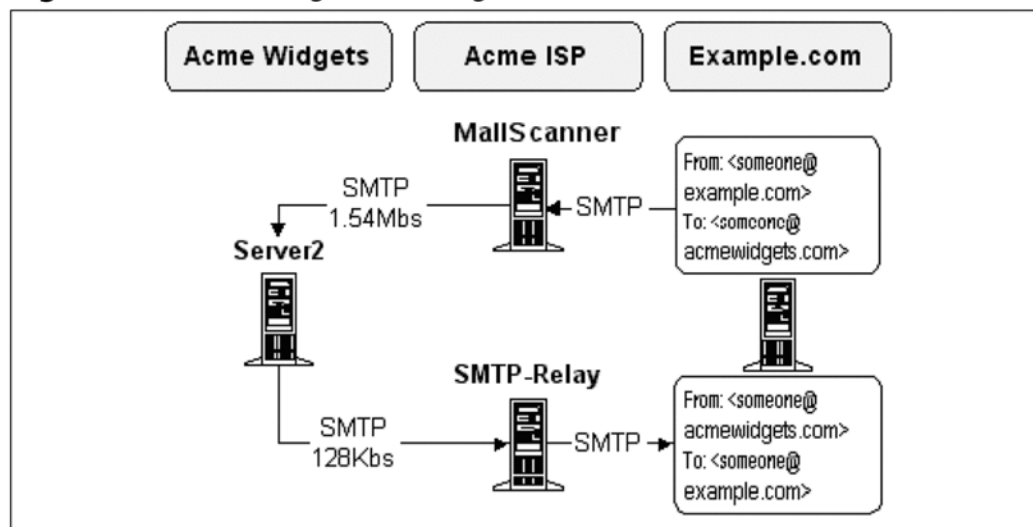 Acme Widgets
Acme ISP
Example.com
MailScanner
From: <someone@
example.com>
To: <someone@
acmewidgets.com>
SMTP
1.54Mbs
SMTP
Server2
SMTP-Relay
From: <someone@
acmewidgets.com>
To: <someone@
example.com>
SMTP
128Kbs
SMTP